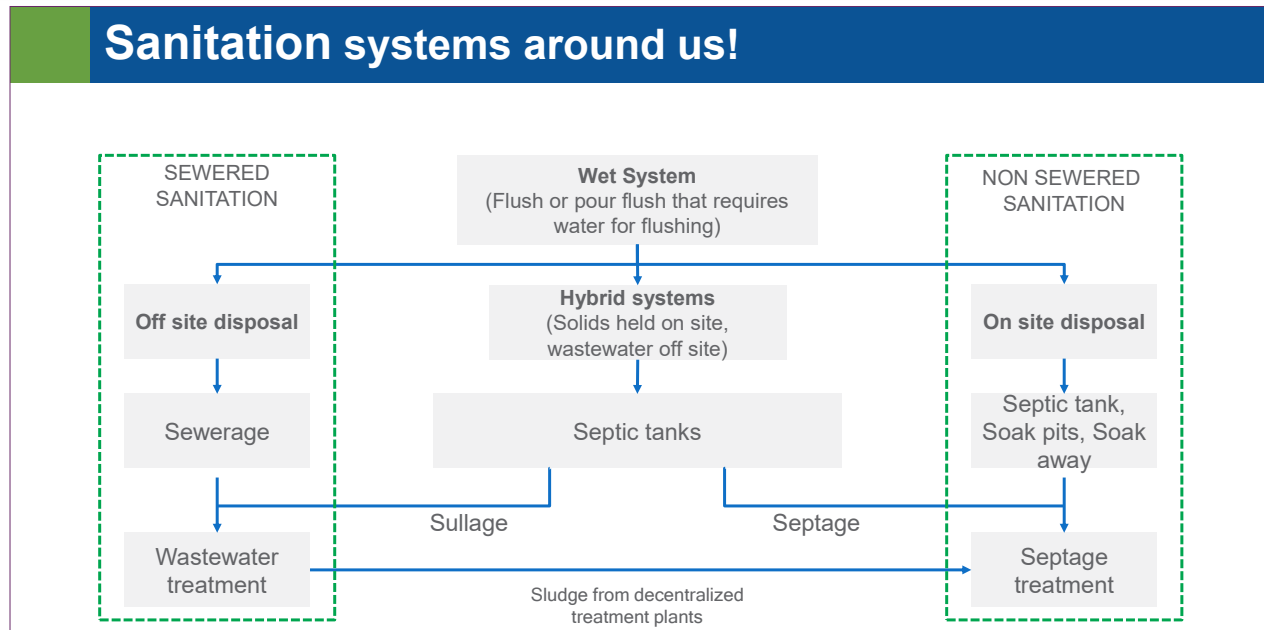 Sanitation systems around us!
SEWERED
SANITATION
Wet System
(Flush or pour flush that requires
water for flushing)
NON SEWERED
SANITATION
Off site disposal
Hybrid systems
(Solids held on site,
wastewater off site)
On site disposal
Sewerage
Septic tanks
Septic tank,
Soak pits, Soak
away
Sullage
Septage
Wastewater
treatment
Sludge from decentralized
treatment plants
Septage
treatment